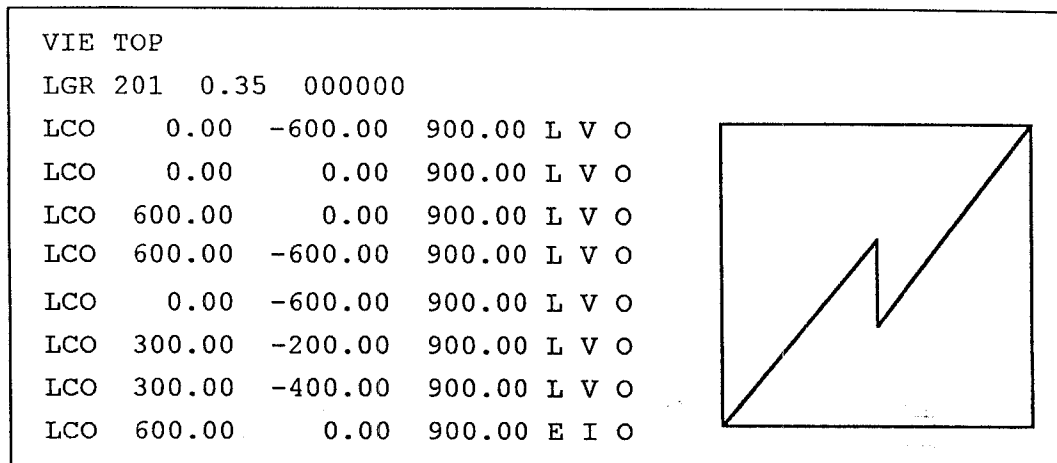 VIE TOP
LGR 201 0.35 000000
LCO 0.00 -600.00 900.00 L V O
LCO 0.00 0.00 900.00 L V O
LCO 600.00 0.00 900.00 L V O
LCO 600.00 -600.00 900.00 L V O
LCO 0.00 -600.00 900.00 L V O
LCO 300.00 -200.00 900.00 L V O
LCO 300.00 -400.00 900.00 L V O
LCO 600.00 0.00 900.00 E I O